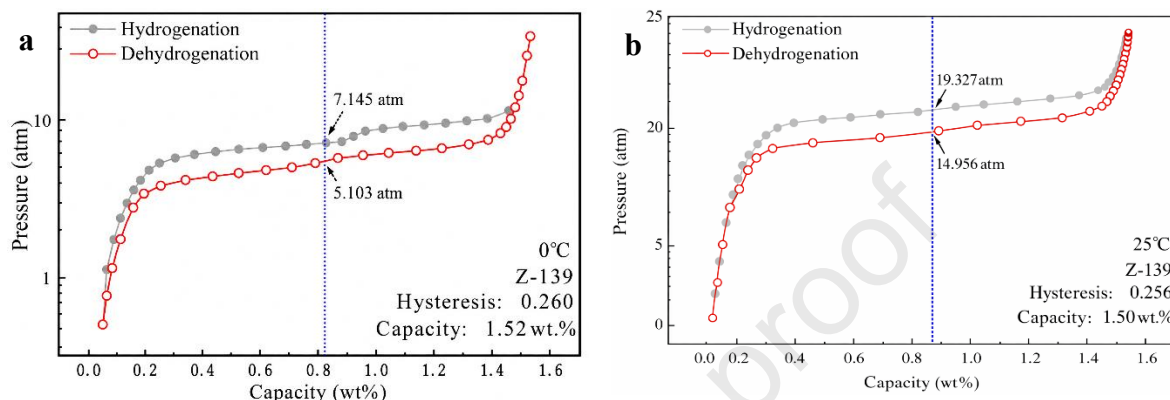 a
Hydrogenation
Dehydrogenation
7.145 atm
5.103 atm
10
1
Pressure (atm)
0℃
Z-139
Hysteresis: 0.260
Capacity: 1.52 wt.%
0.0 0.2 0.4 0.6 0.8 1.0 1.2 1.4 1.6
Capacity (wt%)
b
Hydrogenation
Dehydrogenation
19.327 atm
14.956 atm
25
20
5
0
Pressure (atm)
25℃
Z-139
Hysteresis: 0.256
Capacity: 1.50 wt.%
0.0 0.2 0.4 0.6 0.8 1.0 1.2 1.4 1.6
Capacity (wt%)
proof